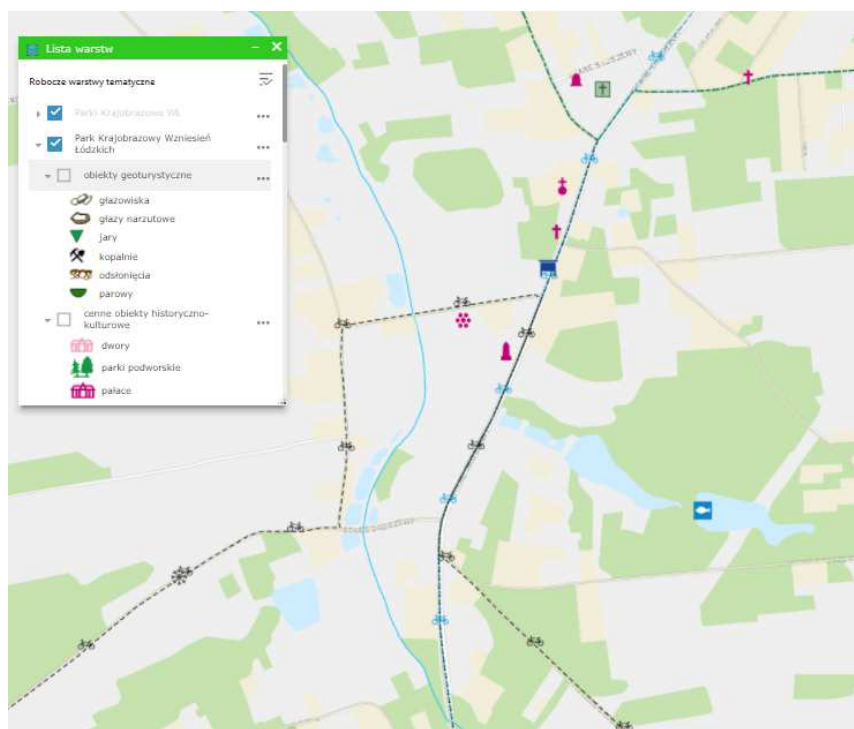 Lista warstw
Robocze warstwy tematyczne
Parki Krajobrazowe WŁ
Park Krajobrazowy Wzniesień
Łódzkich
obiekty geoturystyczne
głazowiska
głazy narzutowe
jary
kopalnie
odsłonięcia
parowy
cenne obiekty historyczno-
kulturowe
dwory
parki podworskie
pałace